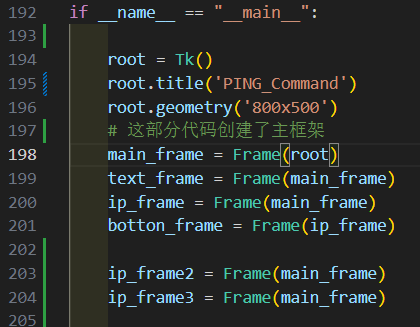 192 if __name__ == "__main__":
193
194 root = Tk()
195 root.title('PING_Command')
196 root.geometry('800x500')
197 # 这部分代码创建了主框架
198 main_frame = Frame(root)
199 text_frame = Frame(main_frame)
200 ip_frame = Frame(main_frame)
201 botton_frame = Frame(ip_frame)
202
203 ip_frame2 = Frame(main_frame)
204 ip_frame3 = Frame(main_frame)
205